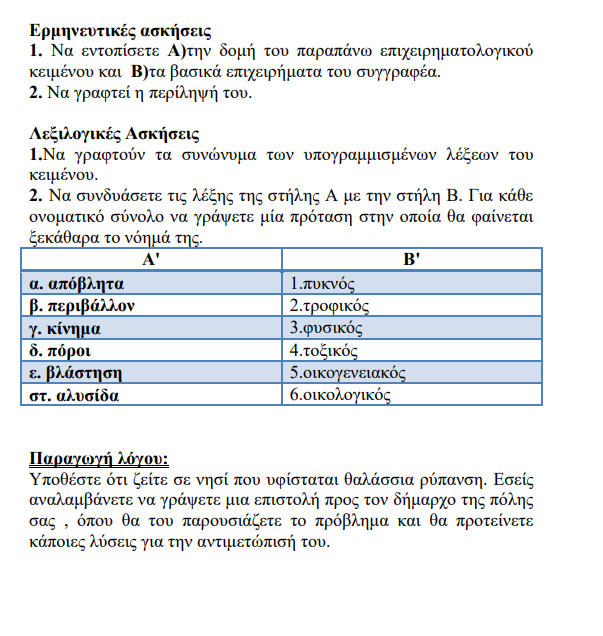 Ερμηνευτικές ασκήσεις
1. Να εντοπίσετε Α)την δομή του παραπάνω επιχειρηματολογικού
κειμένου και Β)τα βασικά επιχειρήματα του συγγραφέα.
2. Να γραφτεί η περίληψή του.
Λεξιλογικές Ασκήσεις
1.Να γραφτούν τα συνώνυμα των υπογραμμισμένων λέξεων του
κειμένου.
2. Να συνδυάσετε τις λέξης της στήλης Α με την στήλη Β. Για κάθε
ονοματικό σύνολο να γράψετε μία πρόταση στην οποία θα φαίνεται
ξεκάθαρα το νόημά της.
Α' Β'
α. απόβλητα 1.πυκνός
β. περιβάλλον 2.τροφικός
γ. κίνημα 3.φυσικός
δ. πόροι 4.τοξικός
ε. βλάστηση 5.οικογενειακός
στ. αλυσίδα 6.οικολογικός
Παραγωγή λόγου:
Υποθέστε ότι ζείτε σε νησί που υφίσταται θαλάσσια ρύπανση. Εσείς
αναλαμβάνετε να γράψετε μια επιστολή προς τον δήμαρχο της πόλης
σας , όπου θα του παρουσιάζετε το πρόβλημα και θα προτείνετε
κάποιες λύσεις για την αντιμετώπισή του.